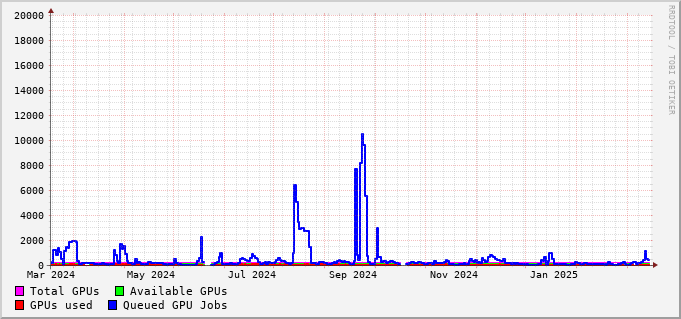 20000
18000
16000
14000
12000
10000
8000
6000
4000
2000
0
Mar 2024 May 2024 Jul 2024 Sep 2024 Nov 2024 Jan 2025
Total GPUs Available GPUs
GPUs used Queued GPU Jobs
RRDTOOL / TOBI OETIKER